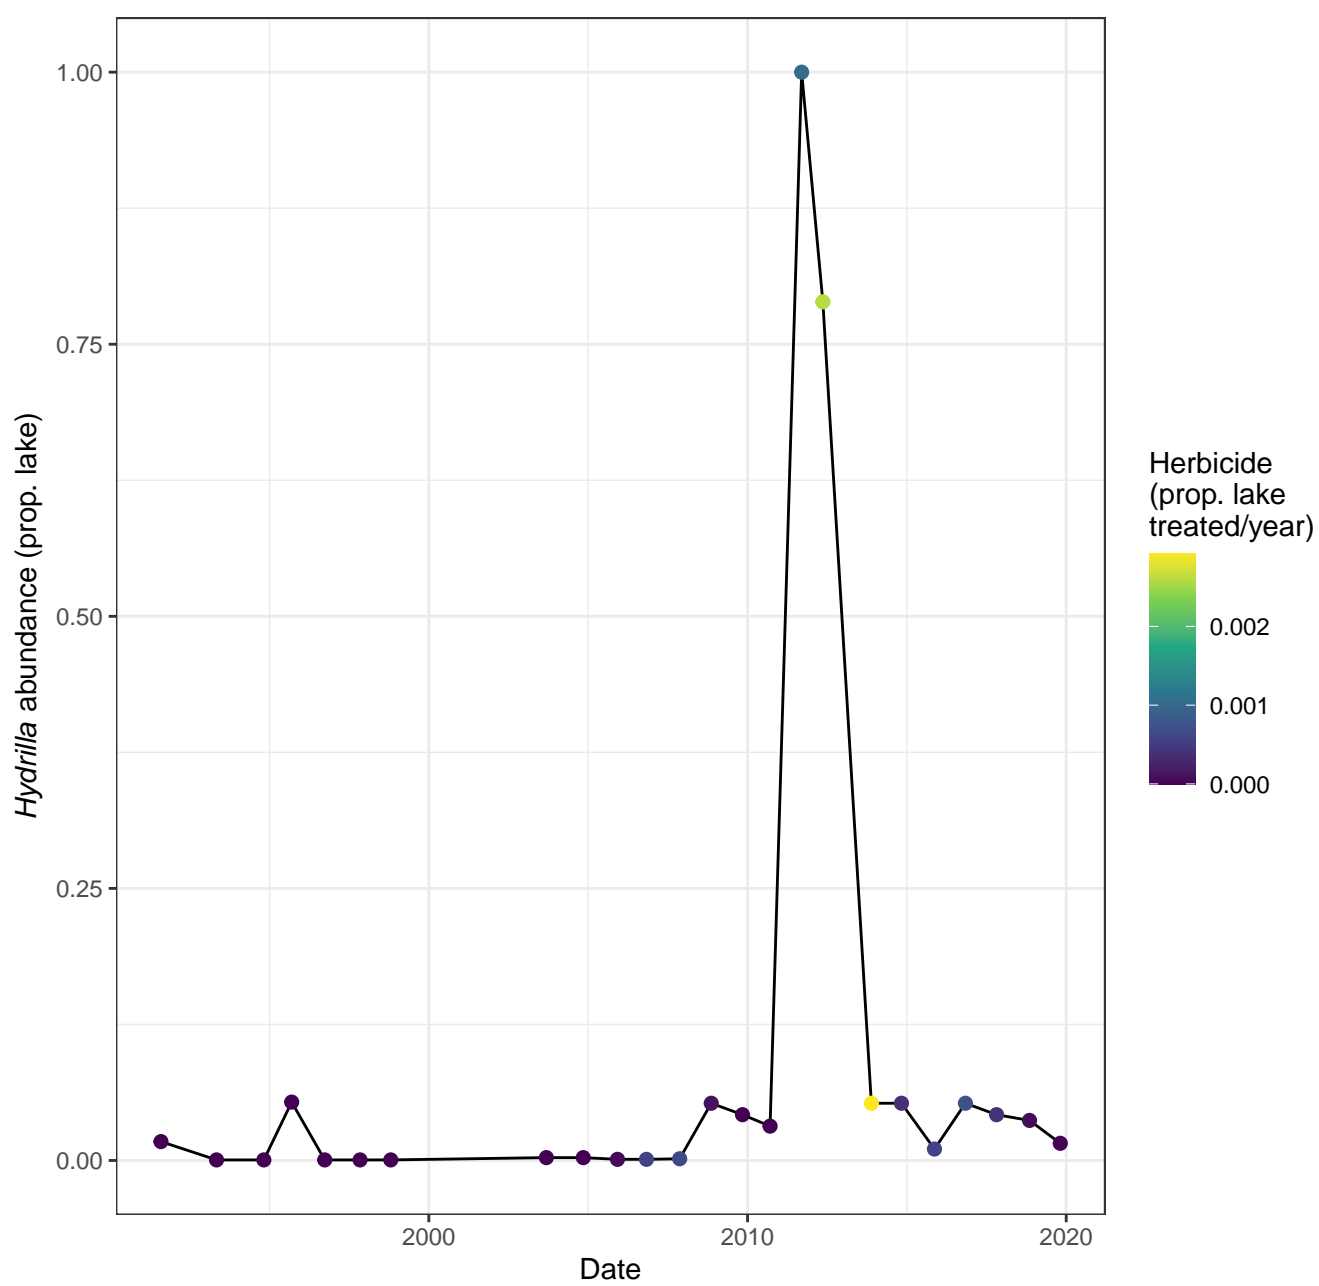 1.00
0.75
0.50
0.25
0.00
Hydrilla abundance (prop. lake)
2000
2010
2020
Date
Herbicide
(prop. lake
treated/year)
0.002
0.001
0.000